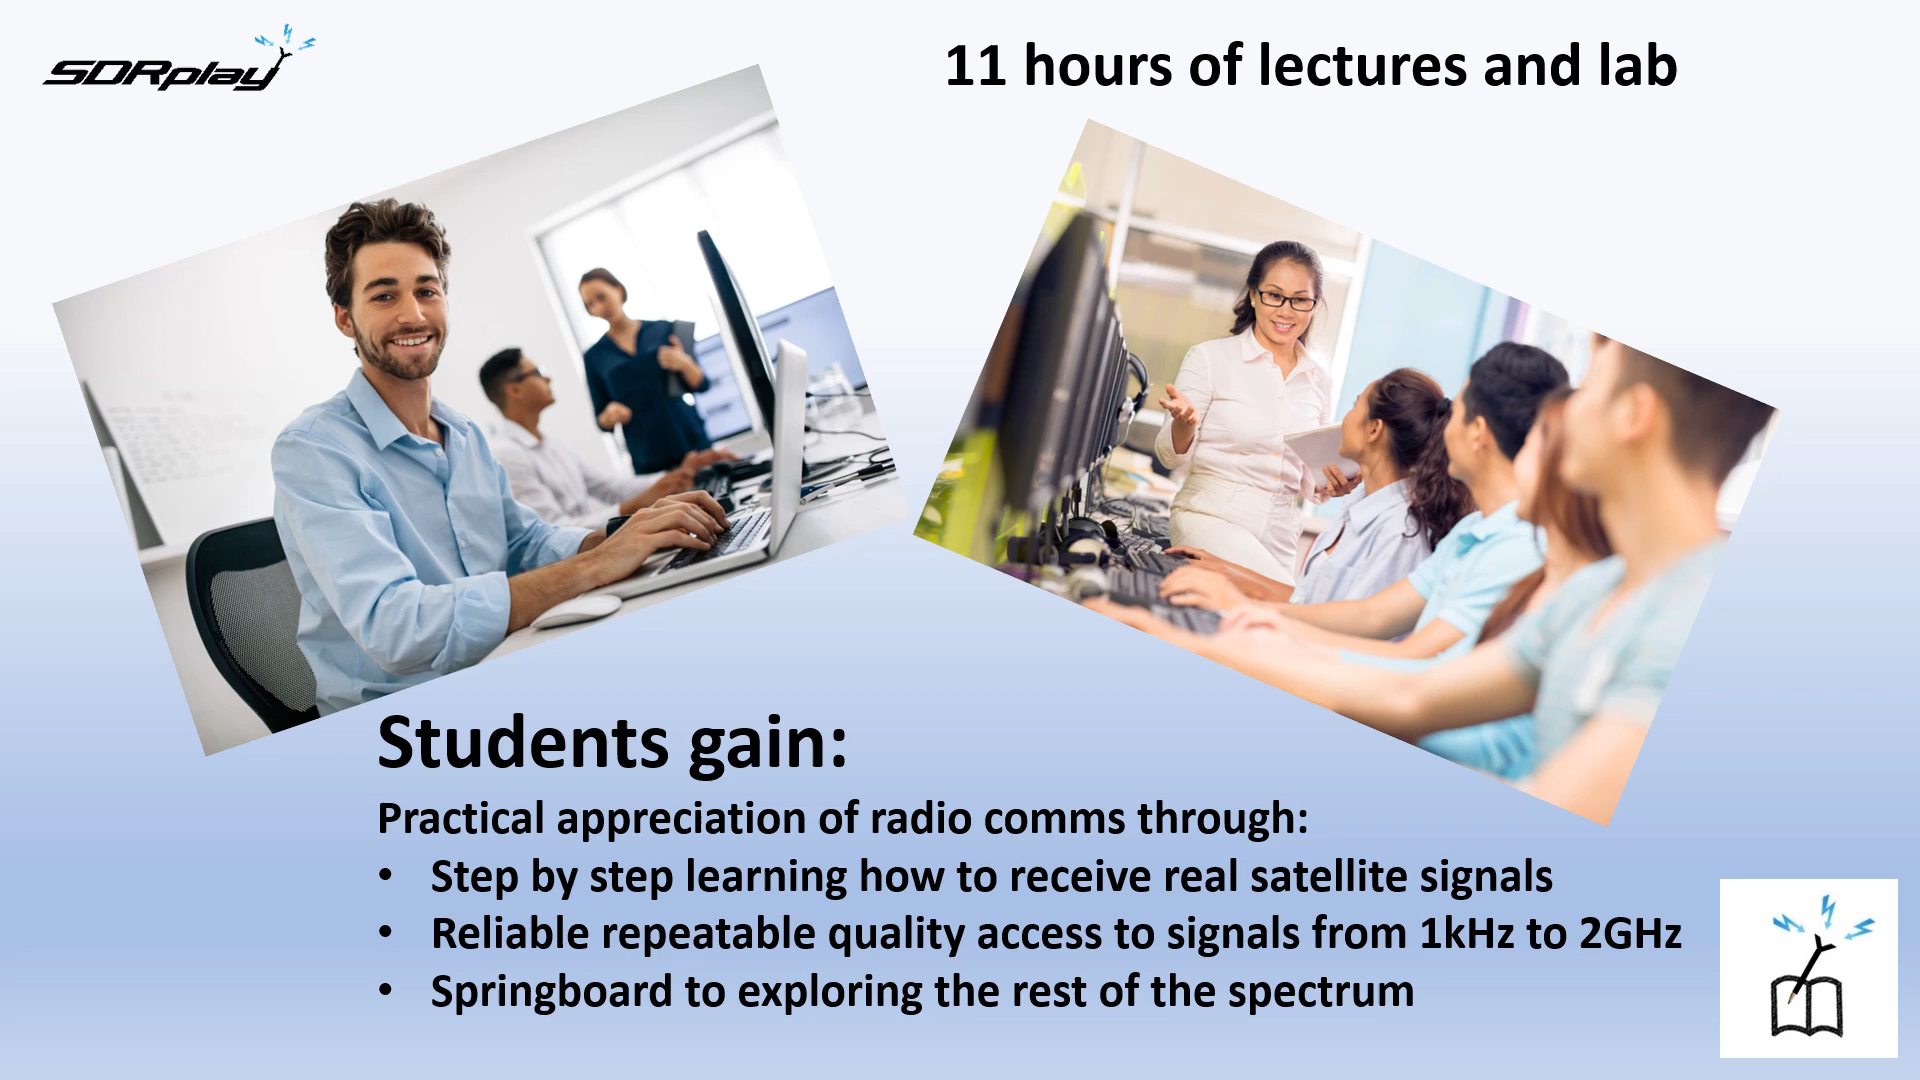 SDRplay
11 hours of lectures and lab
Students gain:
Practical appreciation of radio comms through:
• Step by step learning how to receive real satellite signals
• Reliable repeatable quality access to signals from 1kHz to 2GHz
• Springboard to exploring the rest of the spectrum